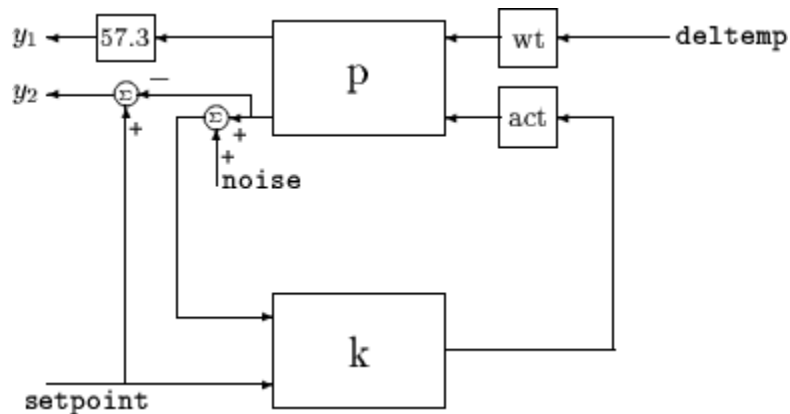 y₁ 57.3 p wt deltemp
y₂ Σ −
Σ + act
+ +
noise
k
setpoint